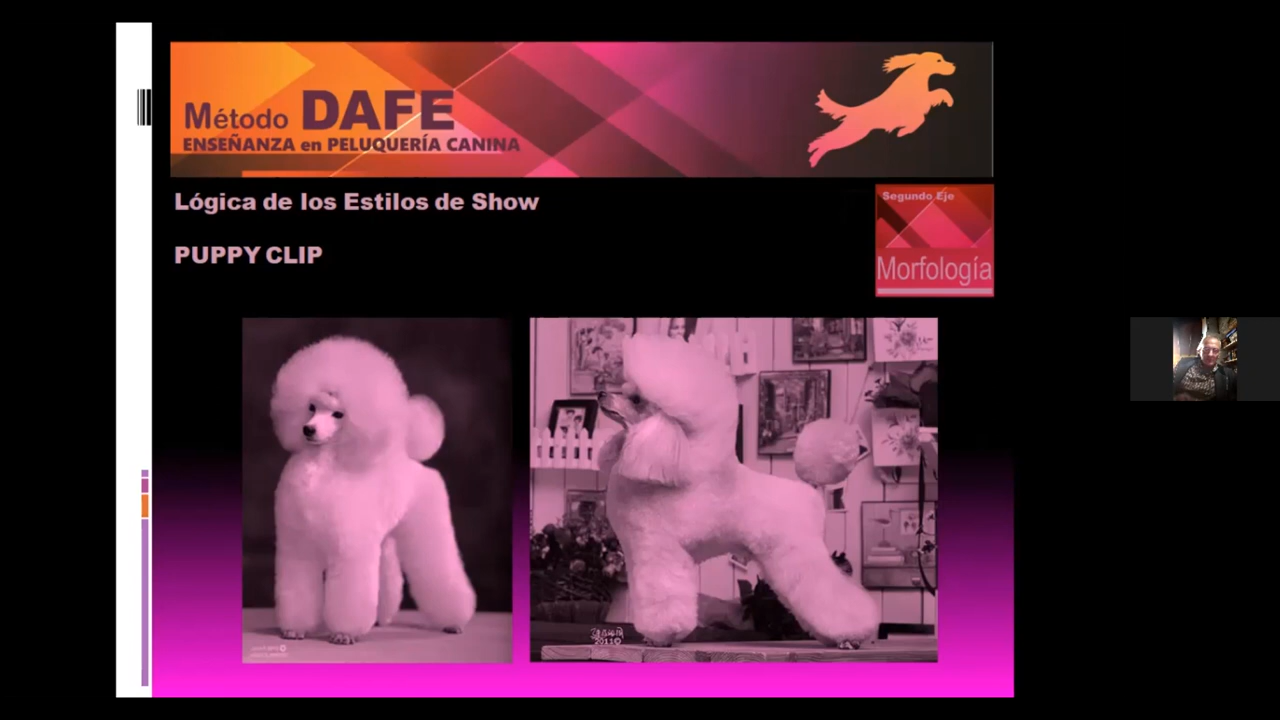 Método DAFE
ENSEÑANZA en PELUQUERÍA CANINA
Lógica de los Estilos de Show
Segundo Eje
Morfología
PUPPY CLIP